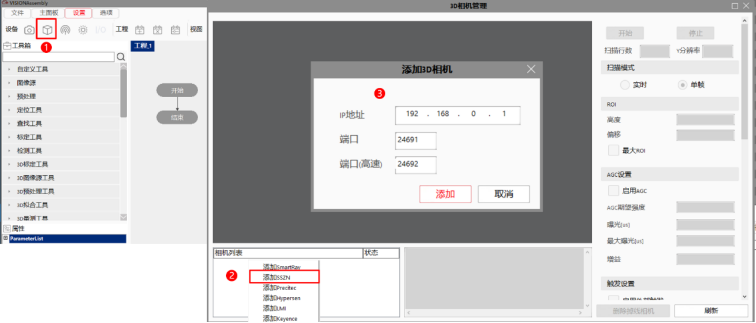 VISIONAssembly
文件 主面板 设置 选项
设备 I/O 工程 视图
1
工具箱
自定义工具
图像源
预处理
定位工具
查找工具
标定工具
检测工具
3D标定工具
3D图像源工具
3D预处理工具
3D拟合工具
3D量测工具
属性
ParameterList
工程_1
开始
结束
3D相机管理
添加3D相机
3
IP地址 192 . 168 . 0 . 1
端口 24691
端口(高速) 24692
添加 取消
相机列表 状态
2
添加SmartRay
添加SSZN
添加Precitec
添加Hypersen
添加LMI
添加Keyence
开始 停止
扫描行数 Y分辨率
扫描模式
实时 单帧
ROI
高度
偏移
最大ROI
AGC设置
启用AGC
AGC期望强度
曝光[us]
最大曝光[us]
增益
触发设置
启用外部触发
刷新